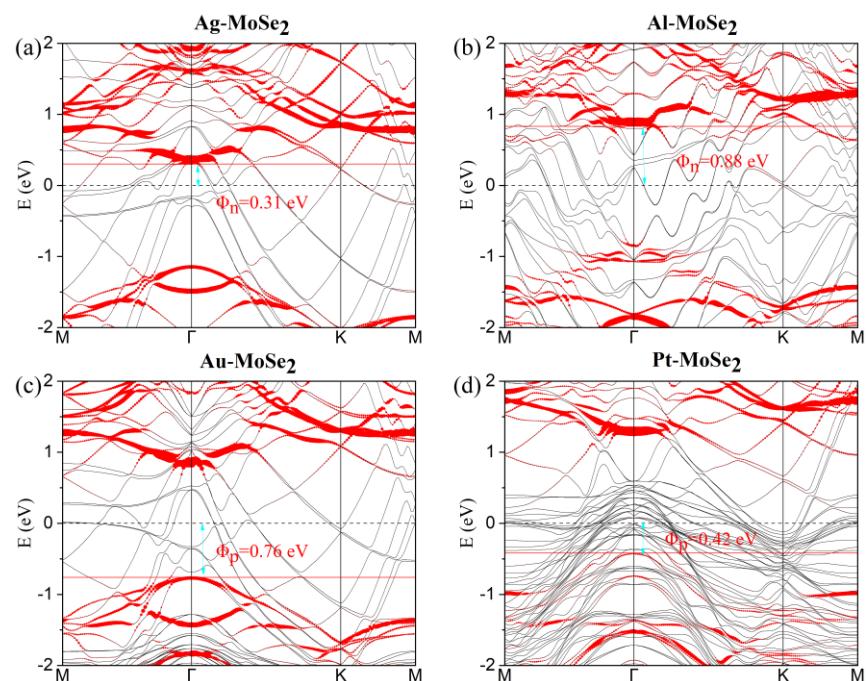 Ag-MoSe2
Al-MoSe2
(a)
(b)
2
1
0
-1
-2
E (eV)
Φn=0.31 eV
M Γ K M
2
1
0
-1
-2
E (eV)
Φn=0.88 eV
M Γ K M
Au-MoSe2
Pt-MoSe2
(c)
(d)
2
1
0
-1
-2
E (eV)
Φp=0.76 eV
M Γ K M
2
1
0
-1
-2
E (eV)
Φp=0.42 eV
M Γ K M